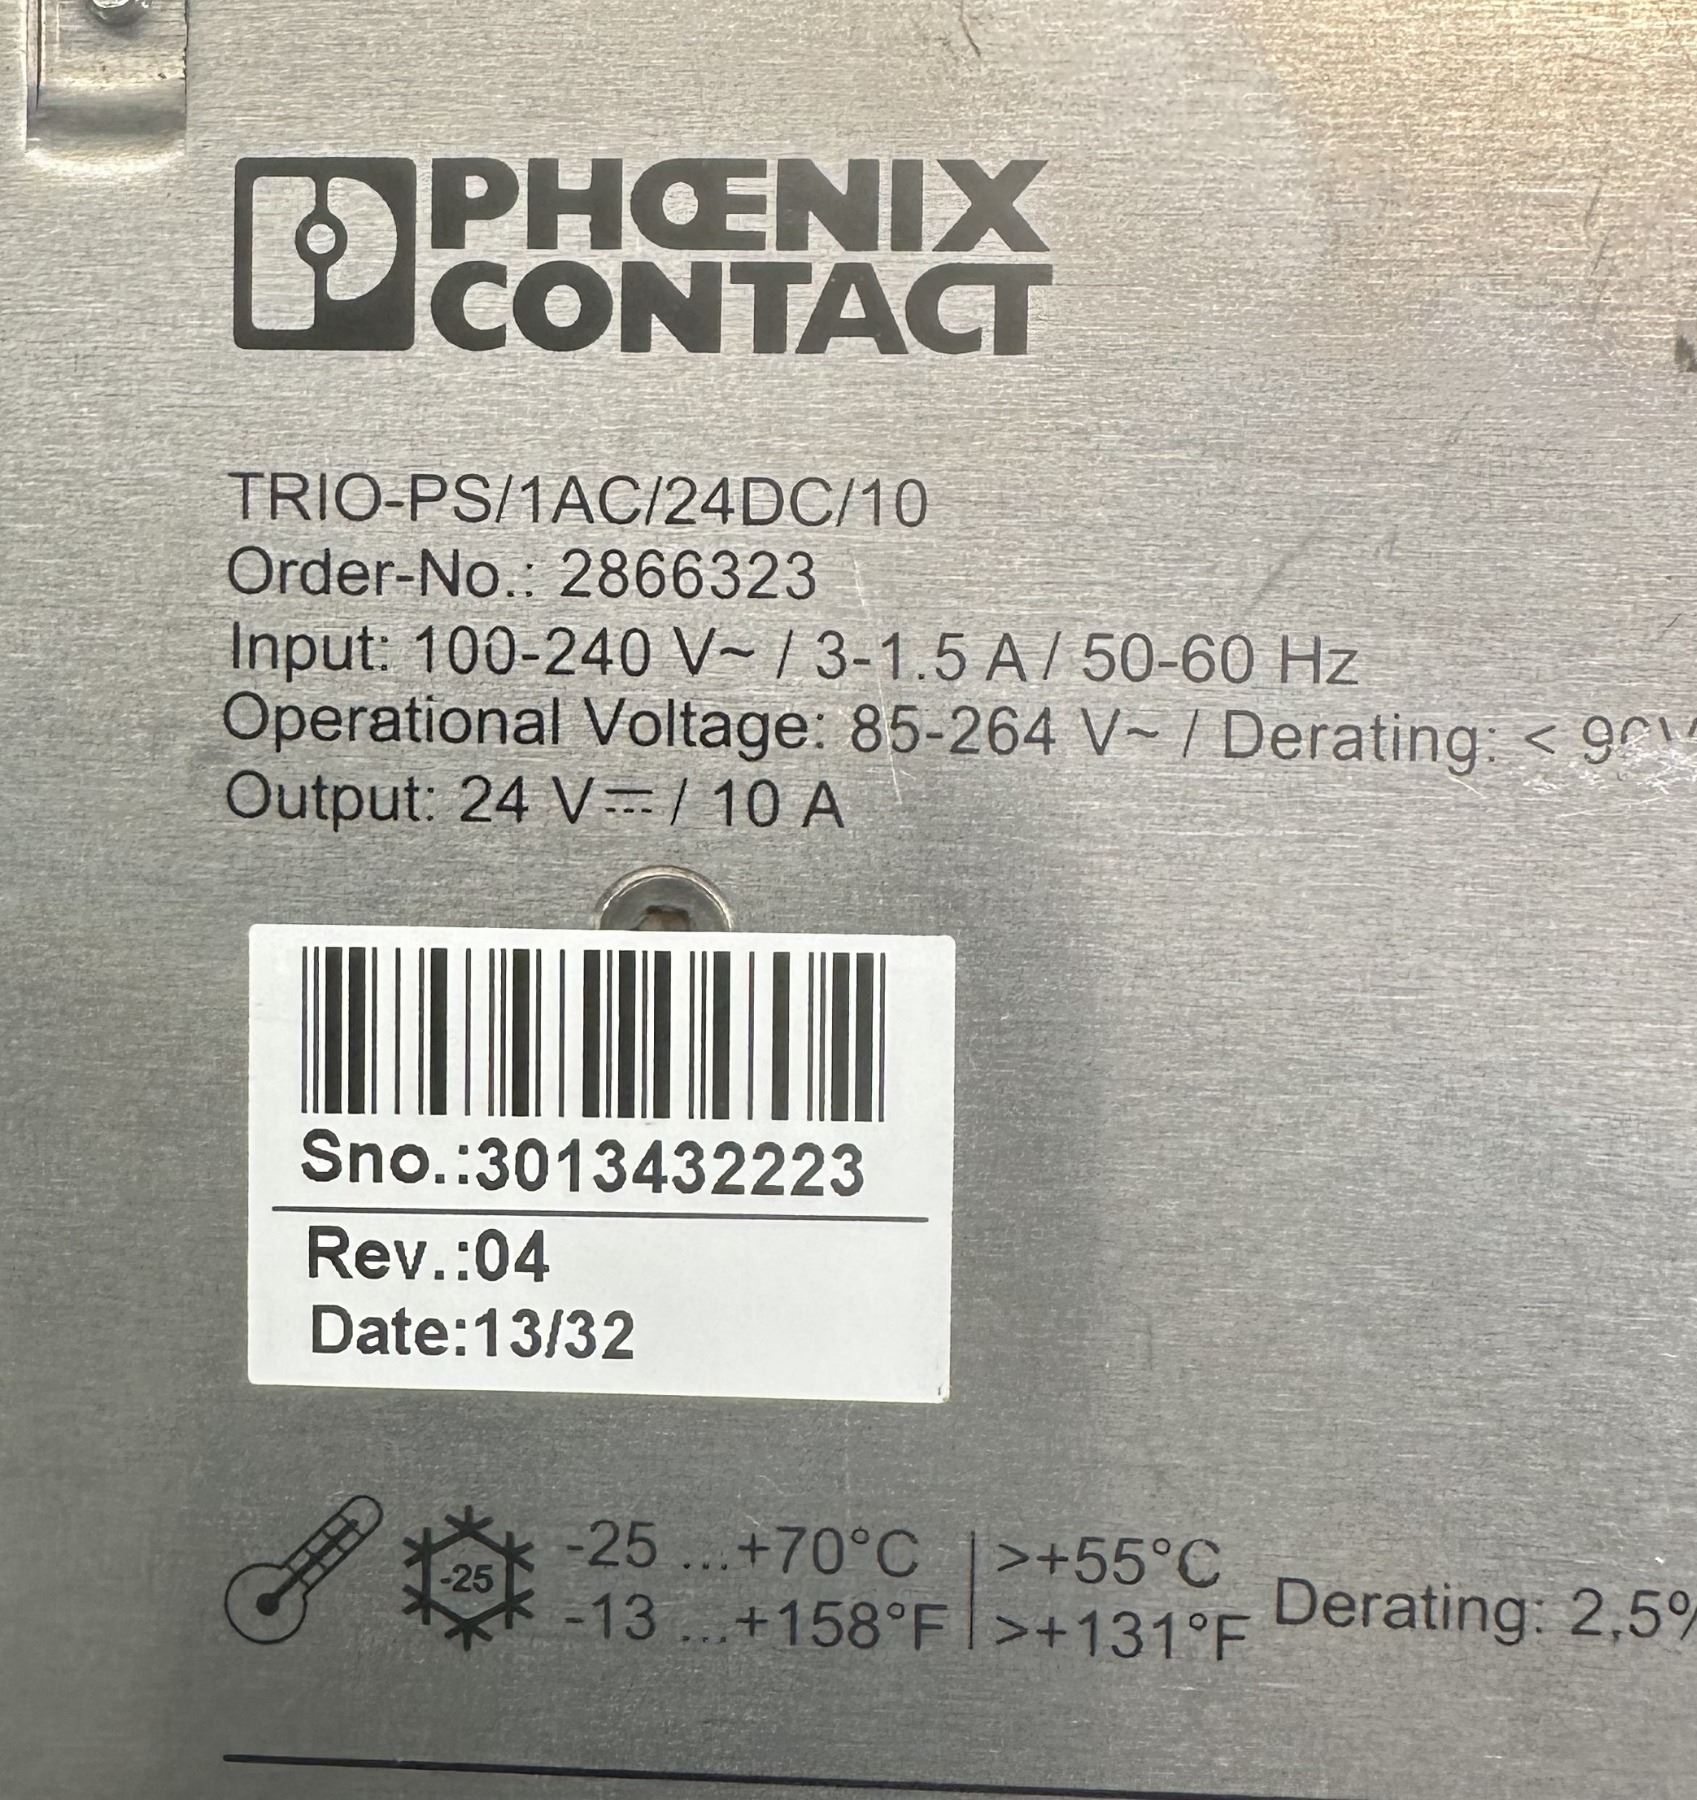 PHŒNIX
CONTACT
TRIO-PS/1AC/24DC/10
Order-No.: 2866323
Input: 100-240 V~ / 3-1.5 A / 50-60 Hz
Operational Voltage: 85-264 V~ / Derating: <
Output: 24 V⎓ / 10 A
Sno.:3013432223
Rev.:04
Date:13/32
-25 -25 ...+70°C | >+55°C
-13 ...+158°F | >+131°F Derating: 2,5%